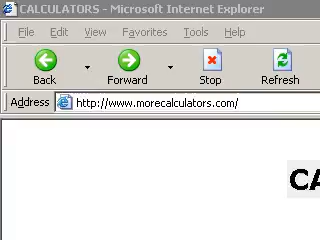 CALCULATORS - Microsoft Internet Explorer
File Edit View Favorites Tools Help
Back Forward Stop Refresh
Address http://www.morecalculators.com/
CA